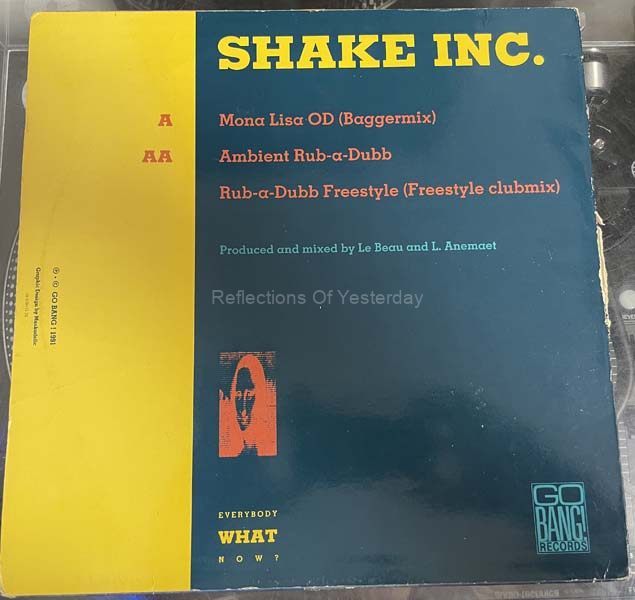 SHAKE INC.
A Mona Lisa OD (Baggermix)
AA Ambient Rub-a-Dubb
Rub-a-Dubb Freestyle (Freestyle clubmix)
Produced and mixed by Le Beau and L. Anemaet
Ⓟ + © GO BANG! 1991
Graphic Design by Maskedelic
Reflections Of Yesterday
EVERYBODY
WHAT
NOW?
GO
BANG!
RECORDS